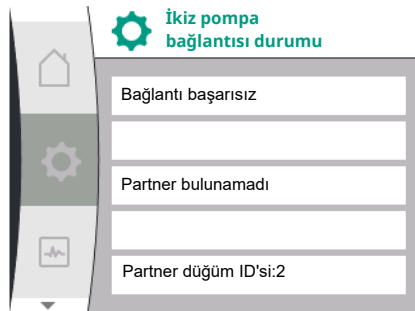 İkiz pompa
bağlantısı durumu
Bağlantı başarısız
Partner bulunamadı
Partner düğüm ID'si:2